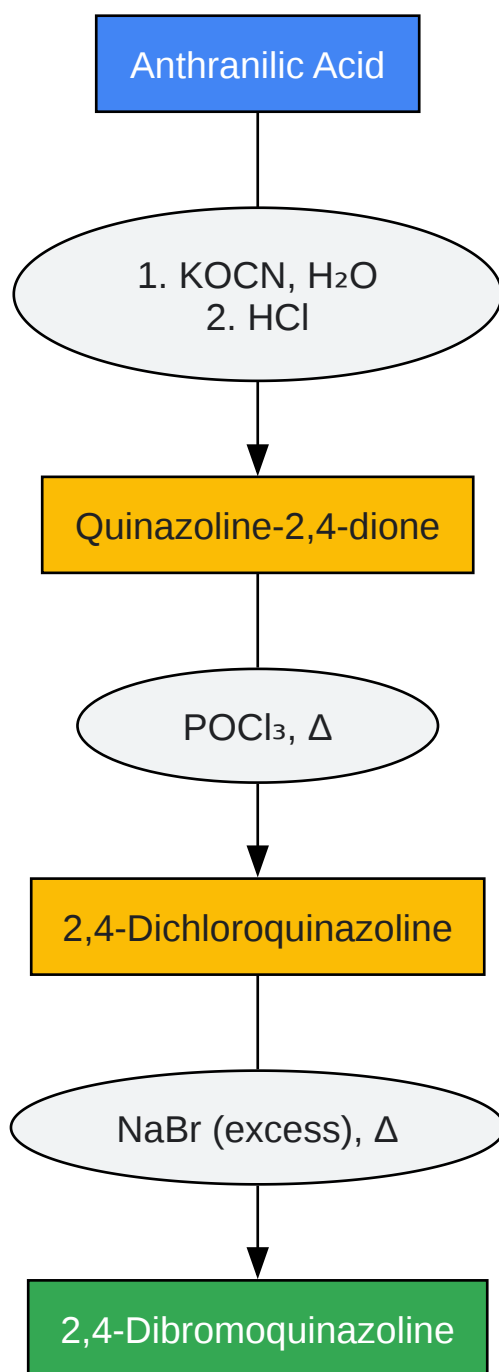 Anthranilic Acid
1. KOCN, H₂O
2. HCl
Quinazoline-2,4-dione
POCl₃, Δ
2,4-Dichloroquinazoline
NaBr (excess), Δ
2,4-Dibromoquinazoline